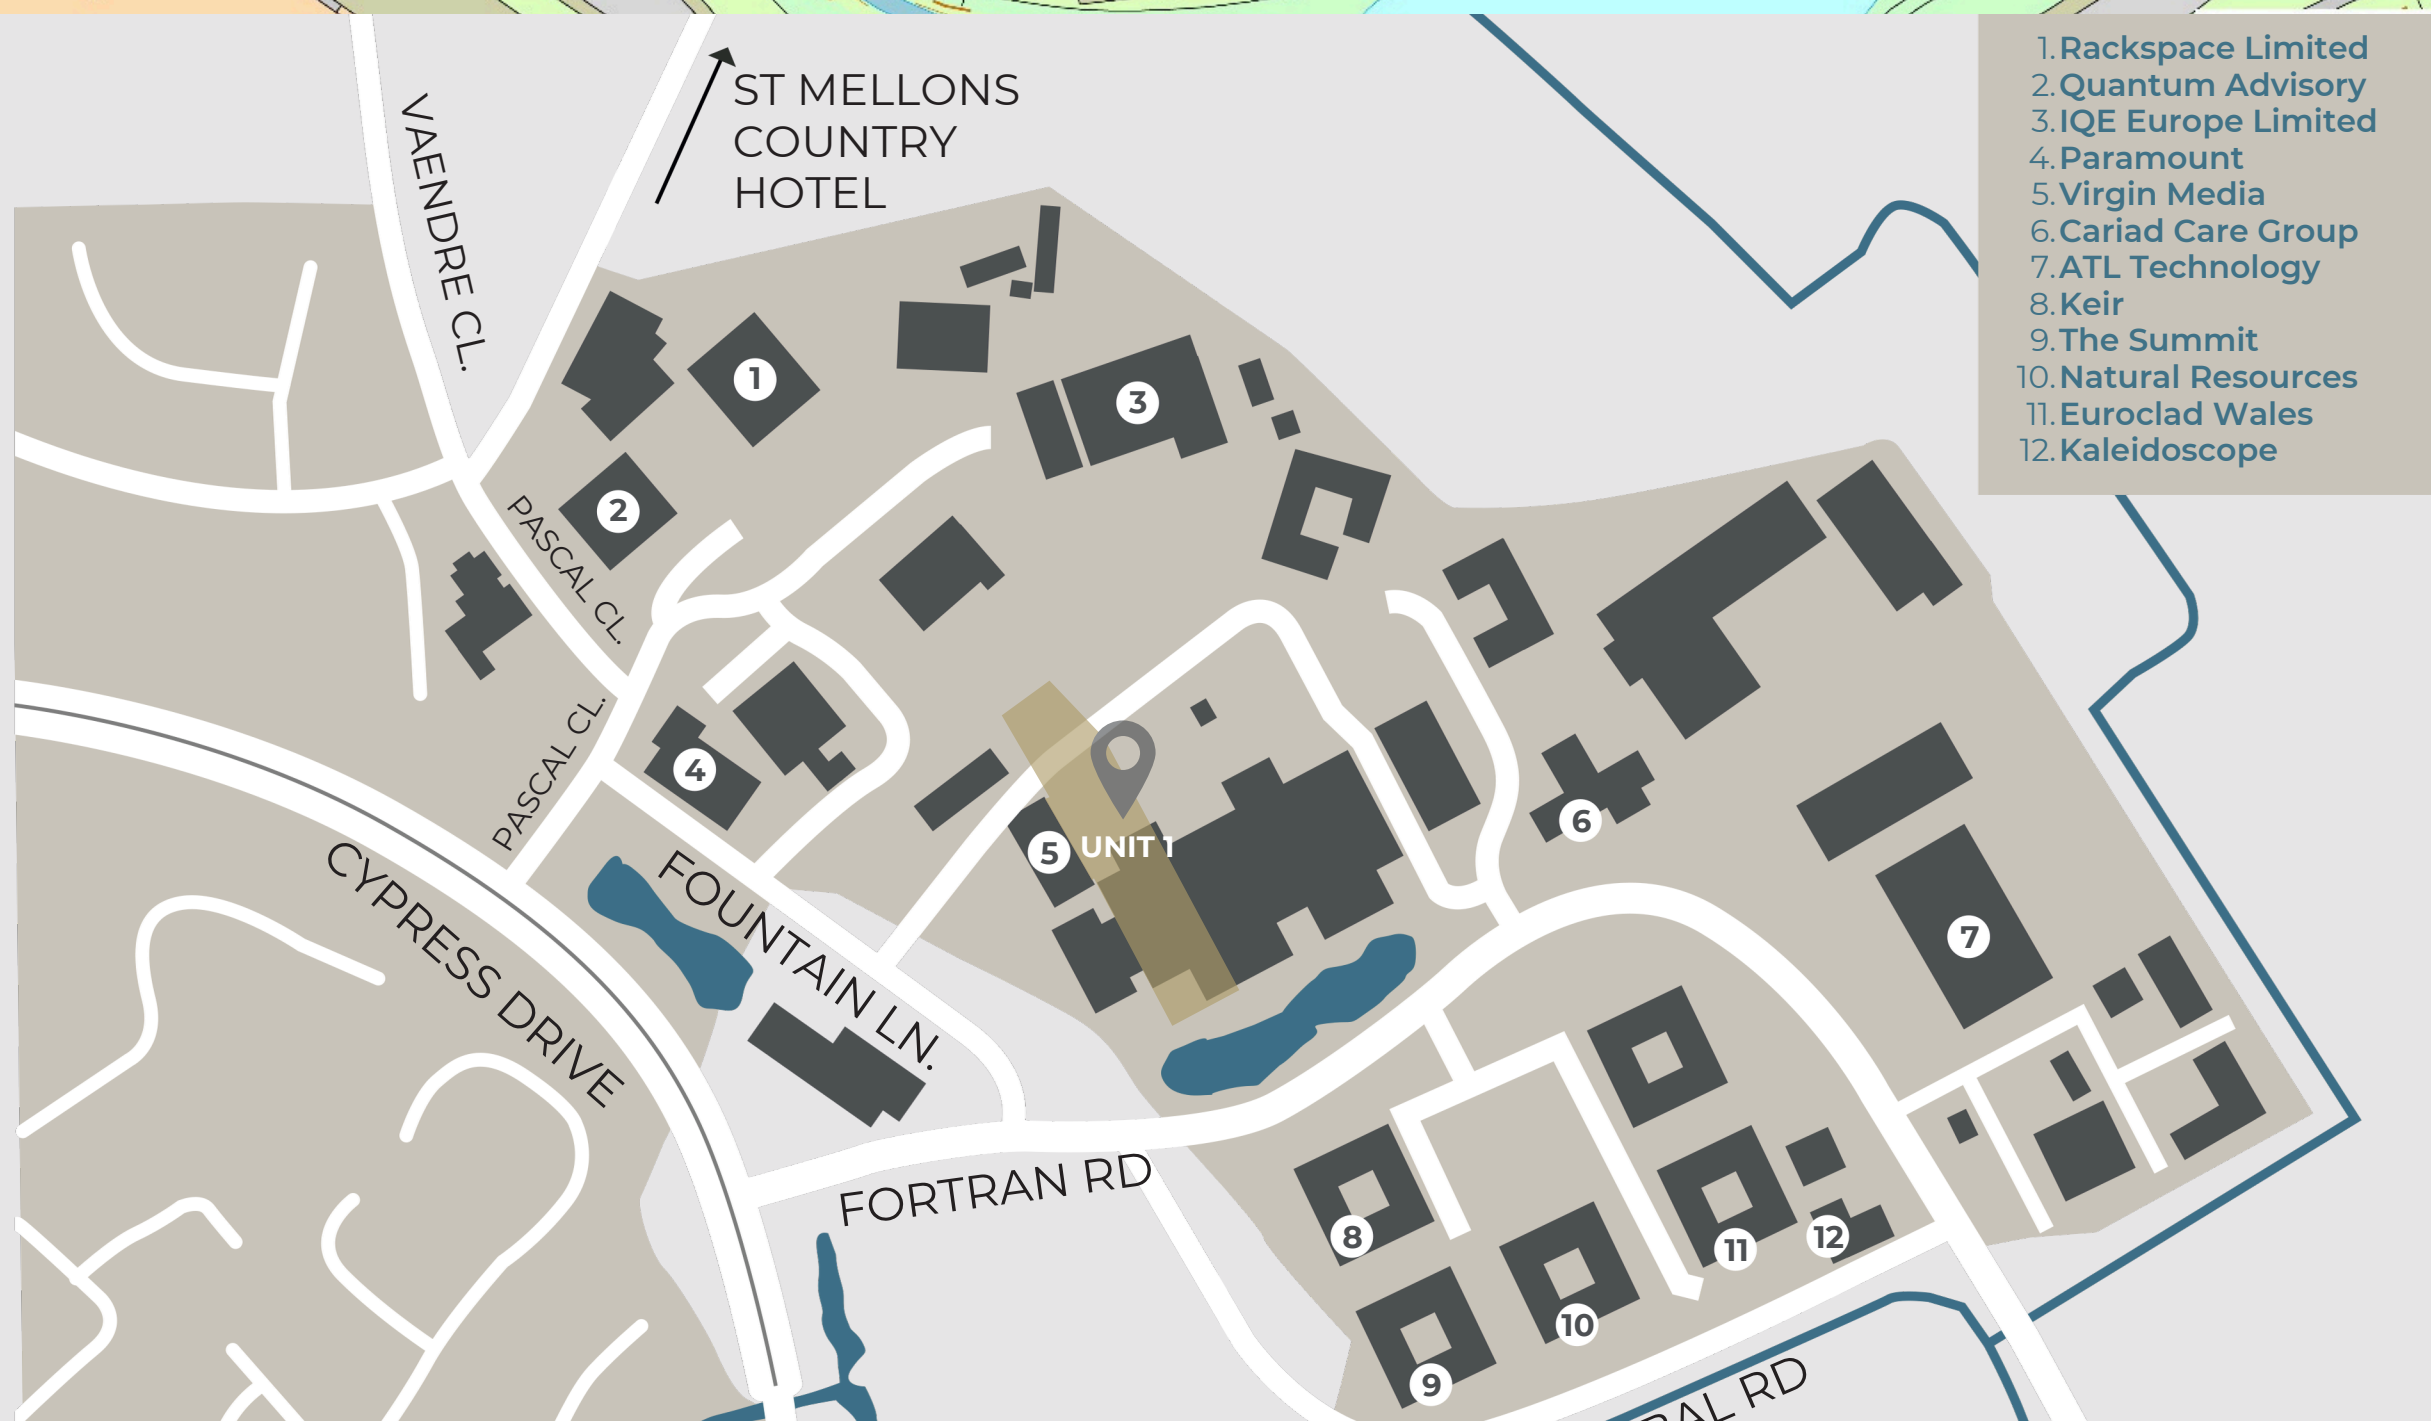 ST MELLONS
COUNTRY
HOTEL
1. Rackspace Limited
2. Quantum Advisory
3. IQE Europe Limited
4. Paramount
5. Virgin Media
6. Cariad Care Group
7. ATL Technology
8. Keir
9. The Summit
10. Natural Resources
11. Euroclad Wales
12. Kaleidoscope
VAENDRE CL.
1
3
2
PASCAL CL.
PASCAL CL.
4
5
UNIT 1
6
7
CYPRESS DRIVE
FOUNTAIN LN.
FORTRAN RD
8
11
12
10
9
RD